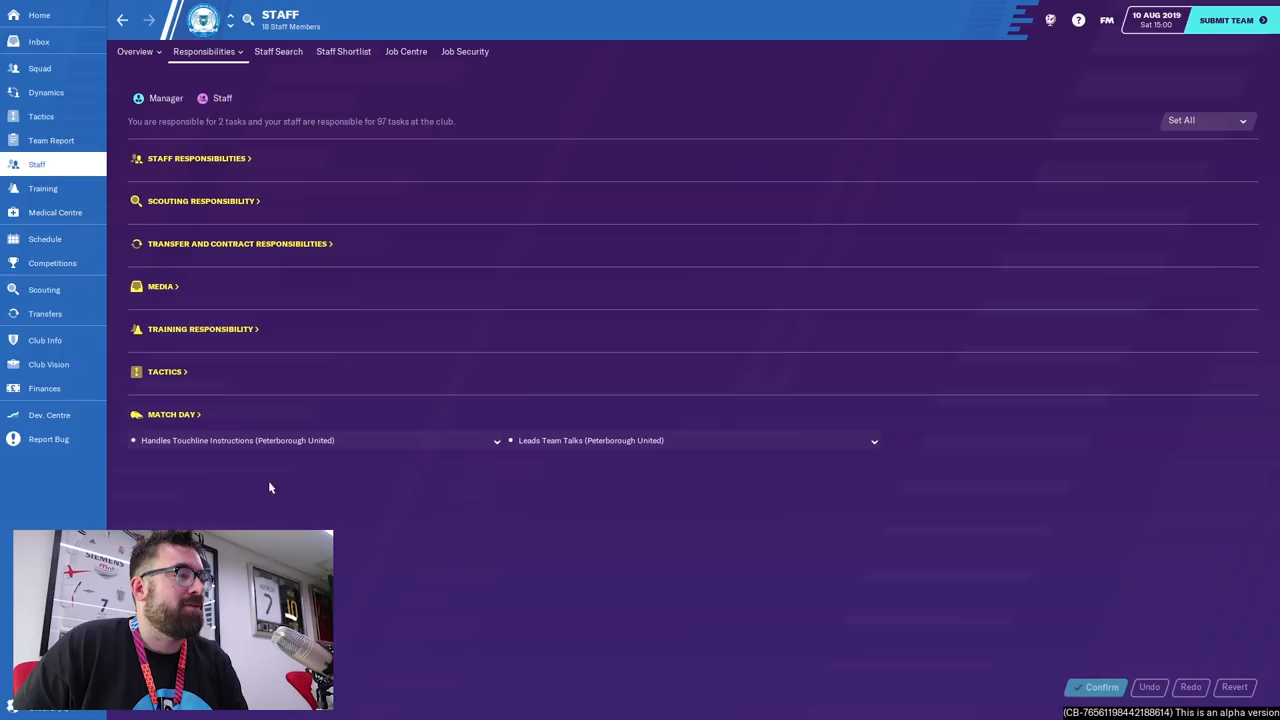 Home
STAFF
18 Staff Members
FM
10 AUG 2019
Sat 15:00
SUBMIT TEAM
Inbox
Overview
Responsibilities
Staff Search
Staff Shortlist
Job Centre
Job Security
Squad
Dynamics
Tactics
Team Report
Staff
Training
Medical Centre
Schedule
Competitions
Scouting
Transfers
Club Info
Club Vision
Finances
Dev. Centre
Report Bug
Manager
Staff
You are responsible for 2 tasks and your staff are responsible for 97 tasks at the club.
Set All
STAFF RESPONSIBILITIES >
SCOUTING RESPONSIBILITY >
TRANSFER AND CONTRACT RESPONSIBILITIES >
MEDIA >
TRAINING RESPONSIBILITY >
TACTICS >
MATCH DAY >
Handles Touchline Instructions (Peterborough United)
Leads Team Talks (Peterborough United)
SIEMENS
7
7
10
Confirm
Undo
Redo
Revert
(CB-76561198442188614) This is an alpha version